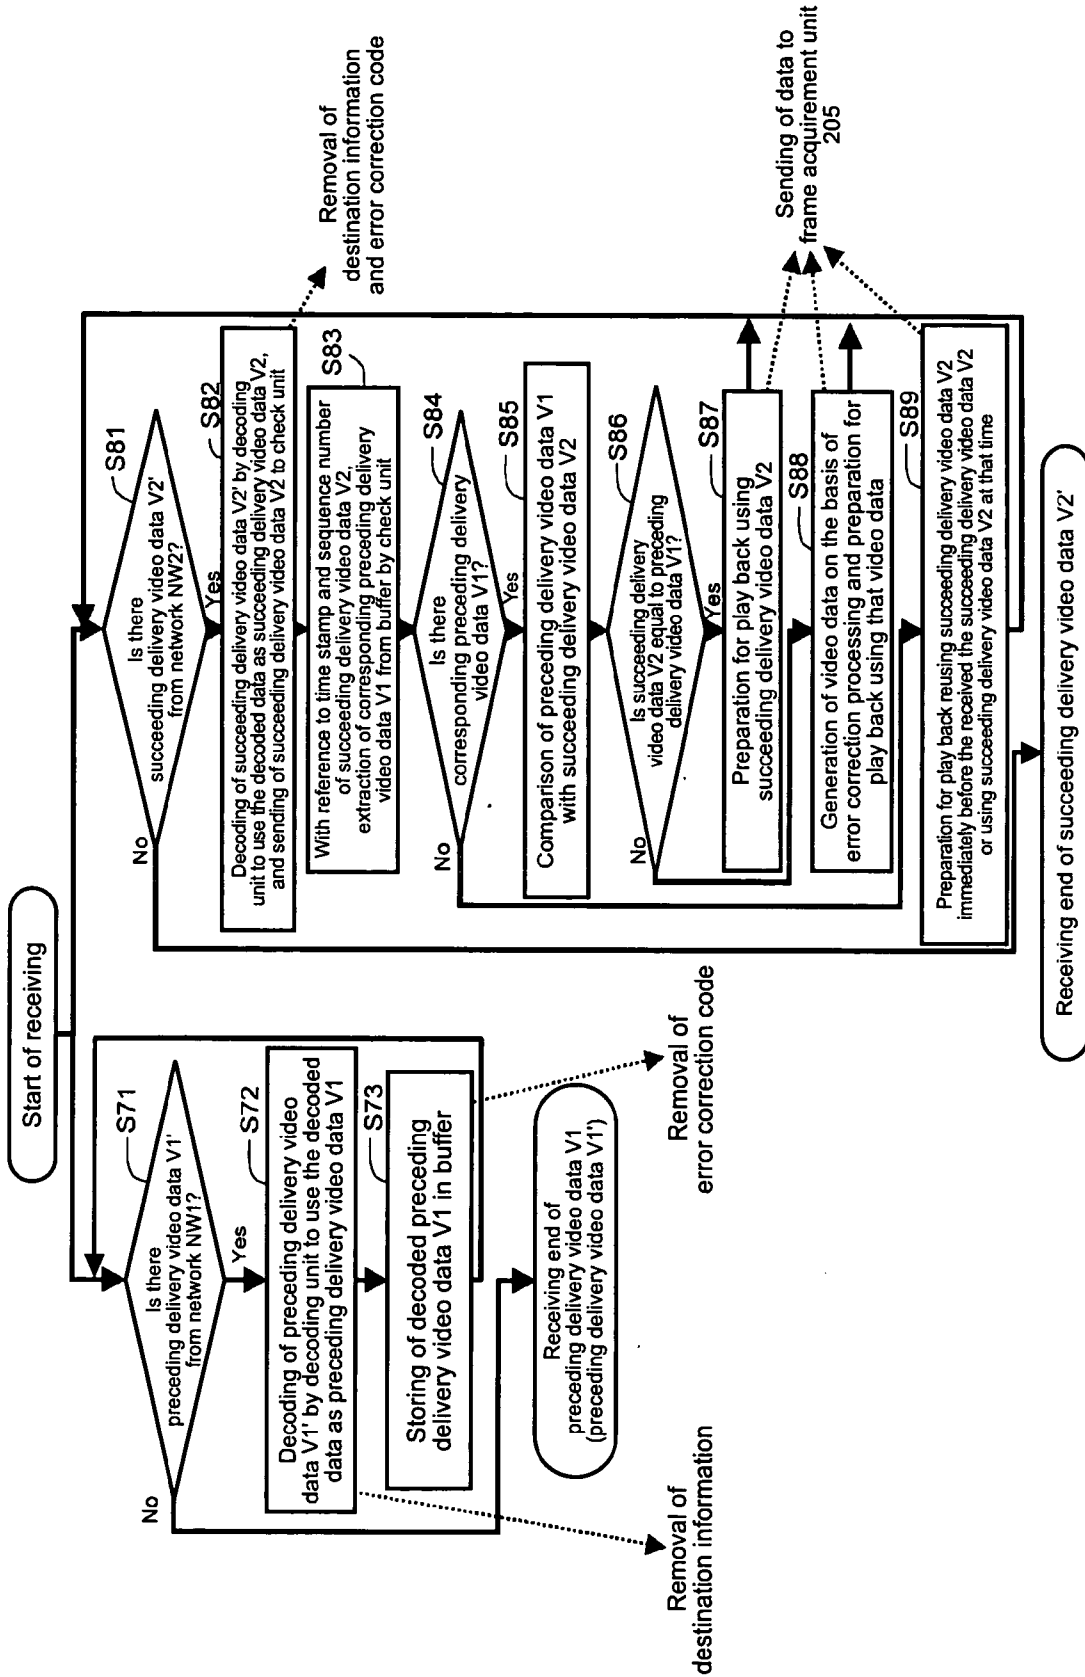 Start of receiving
S71
Is there
preceding delivery video data V1'
from network NW1?
No
Yes
S72
Decoding of preceding delivery video
data V1' by decoding unit to use the decoded
data as preceding delivery video data V1
S73
Storing of decoded preceding
delivery video data V1 in buffer
Receiving end of
preceding delivery video data V1
(preceding delivery video data V1')
Removal of
destination information
Removal of
error correction code
S81
Is there
succeeding delivery video data V2'
from network NW2?
No
Yes
S82
Decoding of succeeding delivery video data V2' by decoding
unit to use the decoded data as succeeding delivery video data V2,
and sending of succeeding delivery video data V2 to check unit
Removal of
destination information
and error correction code
S83
With reference to time stamp and sequence number
of succeeding delivery video data V2,
extraction of corresponding preceding delivery
video data V1 from buffer by check unit
S84
Is there
corresponding preceding delivery
video data V1?
No
Yes
S85
Comparison of preceding delivery video data V1
with succeeding delivery video data V2
S86
Is succeeding delivery
video data V2 equal to preceding
delivery video data V1?
No
Yes
S87
Preparation for play back using
succeeding delivery video data V2
S88
Generation of video data on the basis of
error correction processing and preparation for
play back using that video data
S89
Preparation for play back reusing succeeding delivery video data V2
immediately before the received the succeeding delivery video data V2
or using succeeding delivery video data V2 at that time
Sending of data to
frame acquirement unit
205
Receiving end of succeeding delivery video data V2'